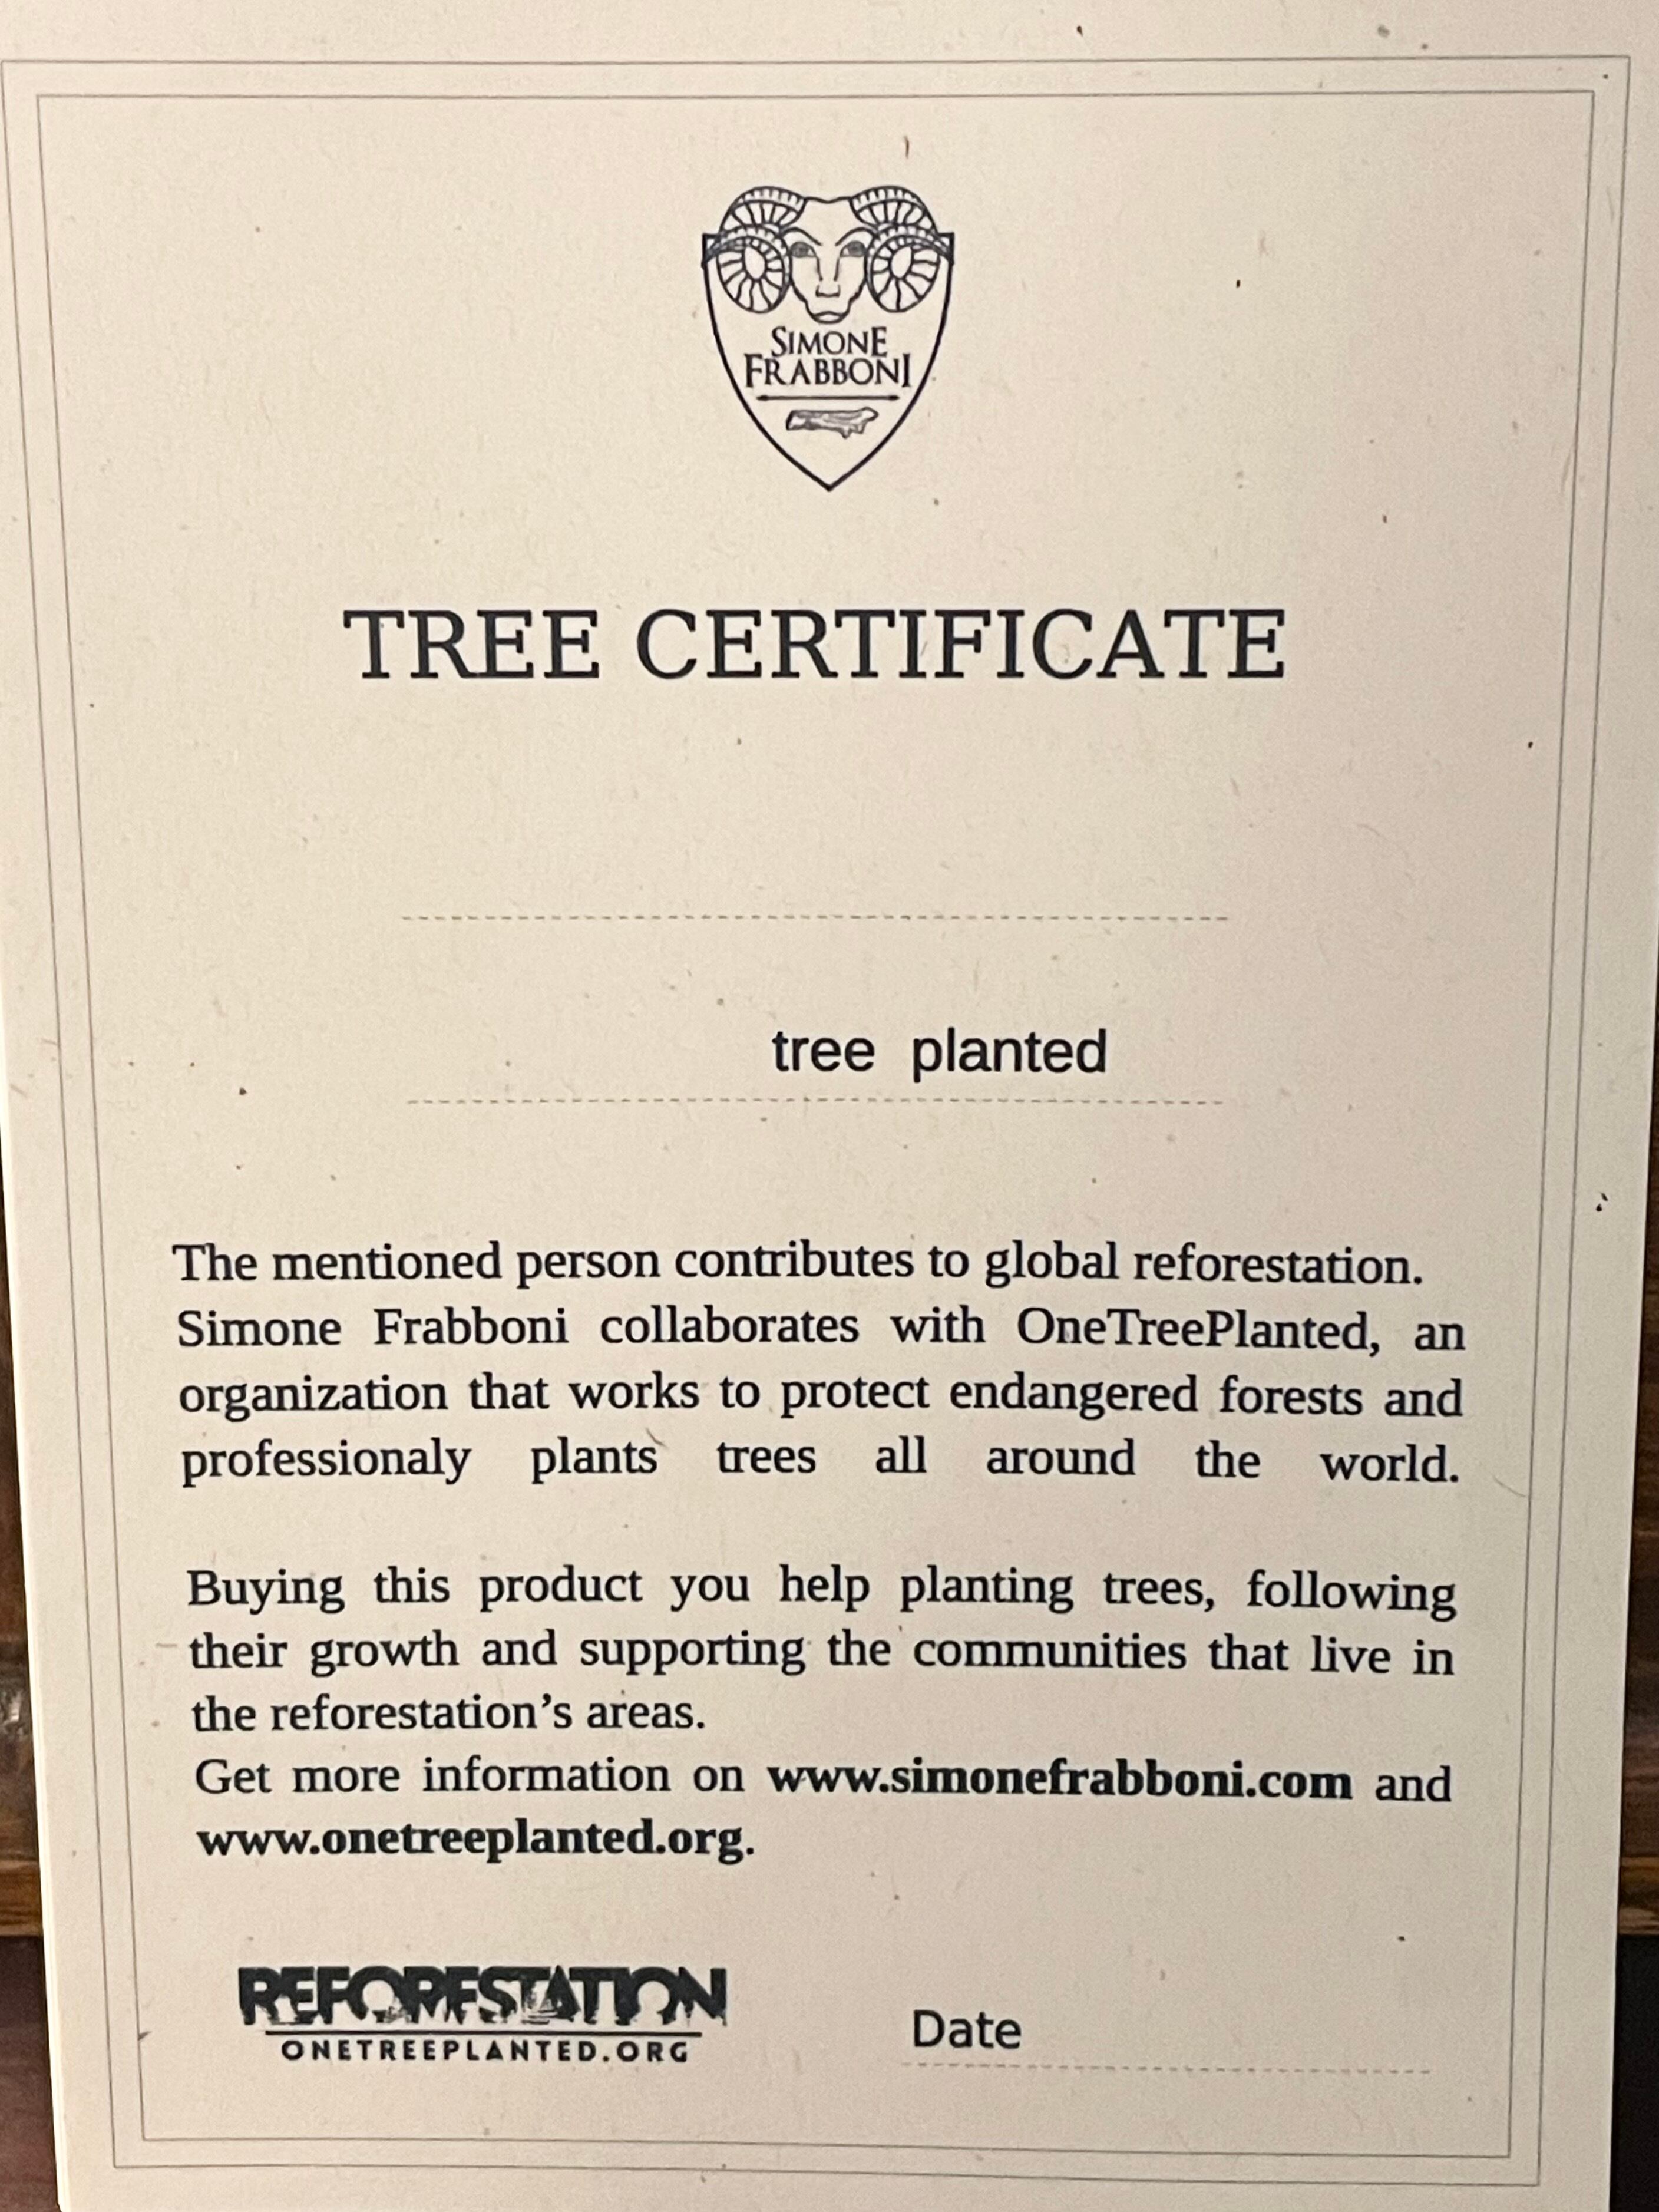 SIMONE
FRABBONI
TREE CERTIFICATE
tree planted
The mentioned person contributes to global reforestation.
Simone Frabboni collaborates with OneTreePlanted, an
organization that works to protect endangered forests and
professionaly plants trees all around the world.
Buying this product you help planting trees, following
their growth and supporting the communities that live in
the reforestation’s areas.
Get more information on www.simonefrabboni.com and
www.onetreeplanted.org.
REFORESTATION
ONETREEPLANTED.ORG
Date